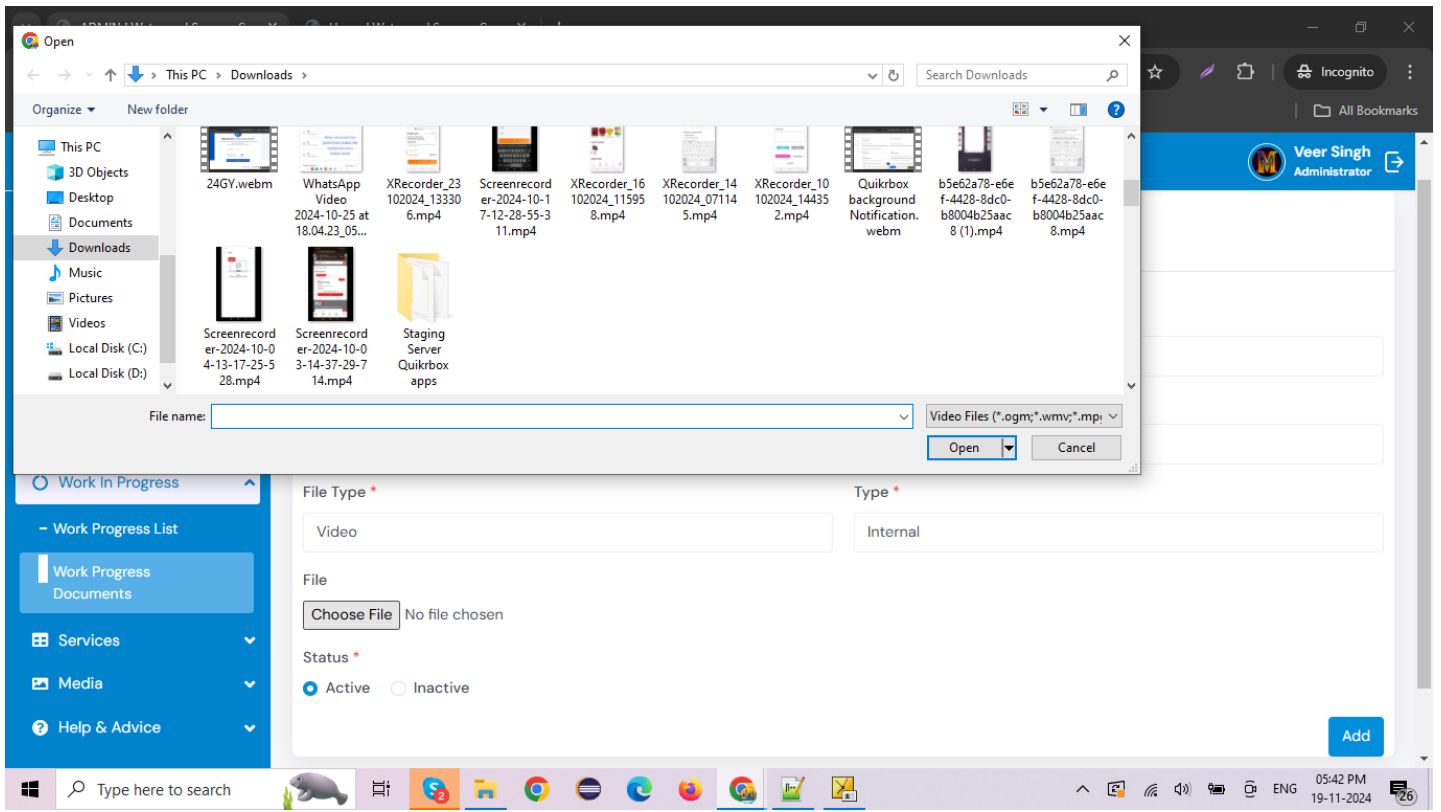 Open
This PC > Downloads >
Search Downloads
Incognito
Organize
New folder
All Bookmarks
This PC
3D Objects
Desktop
Documents
Downloads
Music
Pictures
Videos
Local Disk (C:)
Local Disk (D:)
24GY.webm
WhatsApp
Video
2024-10-25 at
18.04.23_05...
XRecorder_23
102024_13330
6.mp4
Screenrecord
er-2024-10-1
7-12-28-55-3
11.mp4
XRecorder_16
102024_11595
8.mp4
XRecorder_14
102024_07114
5.mp4
XRecorder_10
102024_14435
2.mp4
Quikrbox
background
Notification.
webm
b5e62a78-e6e
f-4428-8dc0-
b8004b25aac
8 (1).mp4
b5e62a78-e6e
f-4428-8dc0-
b8004b25aac
8.mp4
Screenrecord
er-2024-10-0
4-13-17-25-5
28.mp4
Screenrecord
er-2024-10-0
3-14-37-29-7
14.mp4
Staging
Server
Quikrbox
apps
Veer Singh
Administrator
File name:
Video Files (*.ogm;*.wmv;*.mp
Open
Cancel
Work In Progress
– Work Progress List
Work Progress
Documents
Services
Media
Help & Advice
File Type *
Video
Type *
Internal
File
Choose File No file chosen
Status *
Active
Inactive
Add
Type here to search
2
ENG
05:42 PM
19-11-2024
26